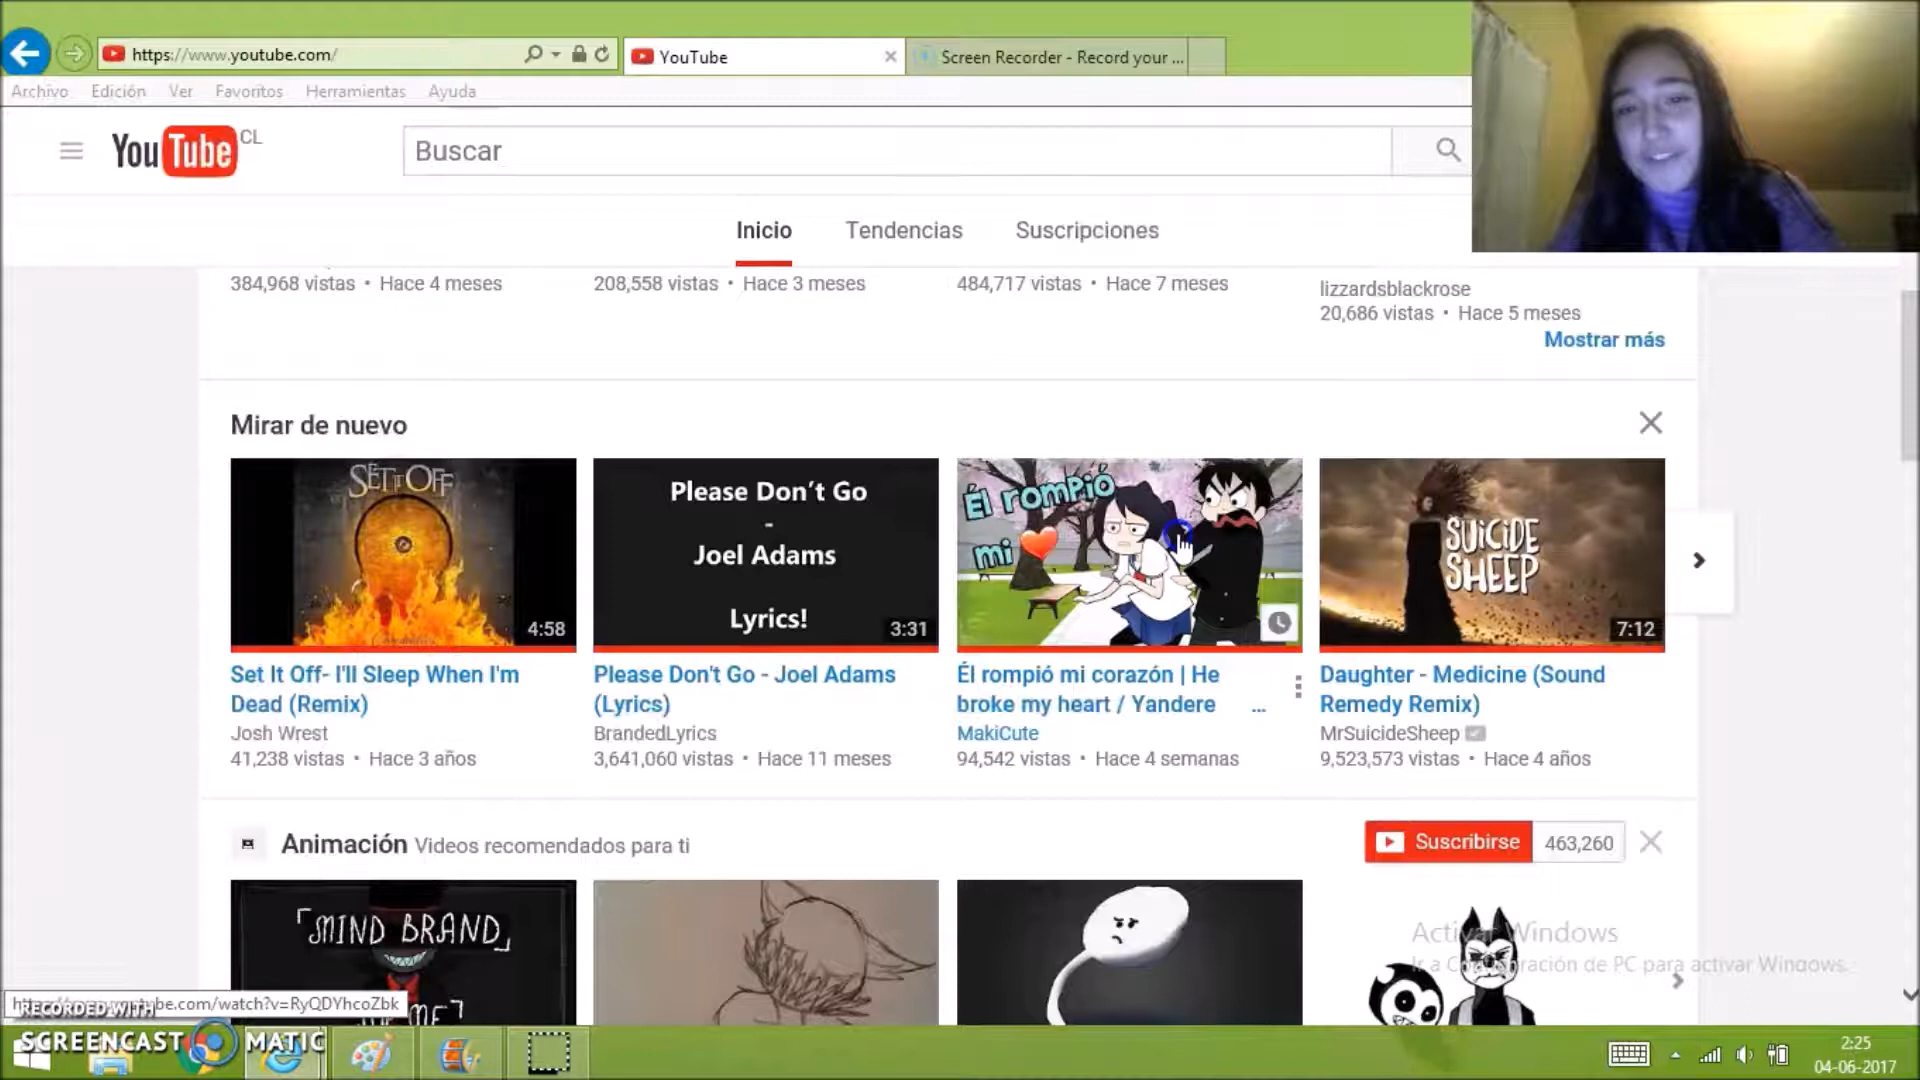 https://www.youtube.com/
YouTube
Screen Recorder - Record your ...
Archivo Edición Ver Favoritos Herramientas Ayuda
YouTube CL
Buscar
Inicio Tendencias Suscripciones
384,968 vistas • Hace 4 meses
208,558 vistas • Hace 3 meses
484,717 vistas • Hace 7 meses
lizzardsblackrose
20,686 vistas • Hace 5 meses
Mostrar más
Mirar de nuevo
SET IT OFF
4:58
Please Don't Go
-
Joel Adams
Lyrics!
3:31
Él rompió
mi
SUICIDE
SHEEP
7:12
Set It Off- I'll Sleep When I'm
Dead (Remix)
Josh Wrest
41,238 vistas • Hace 3 años
Please Don't Go - Joel Adams
(Lyrics)
BrandedLyrics
3,641,060 vistas • Hace 11 meses
Él rompió mi corazón | He
broke my heart / Yandere ...
MakiCute
94,542 vistas • Hace 4 semanas
Daughter - Medicine (Sound
Remedy Remix)
MrSuicideSheep
9,523,573 vistas • Hace 4 años
Animación Videos recomendados para ti
Suscribirse 463,260
「MIND BRAND」
Activar Windows
Ir a Configuración de PC para activar Windows.
RECORDED WITH
SCREENCAST MATIC
2:25
04-06-2017